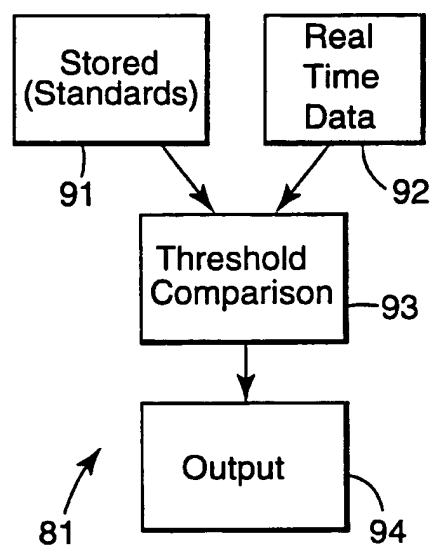 Stored
(Standards)
Real
Time
Data
91
92
Threshold
Comparison
93
Output
81
94